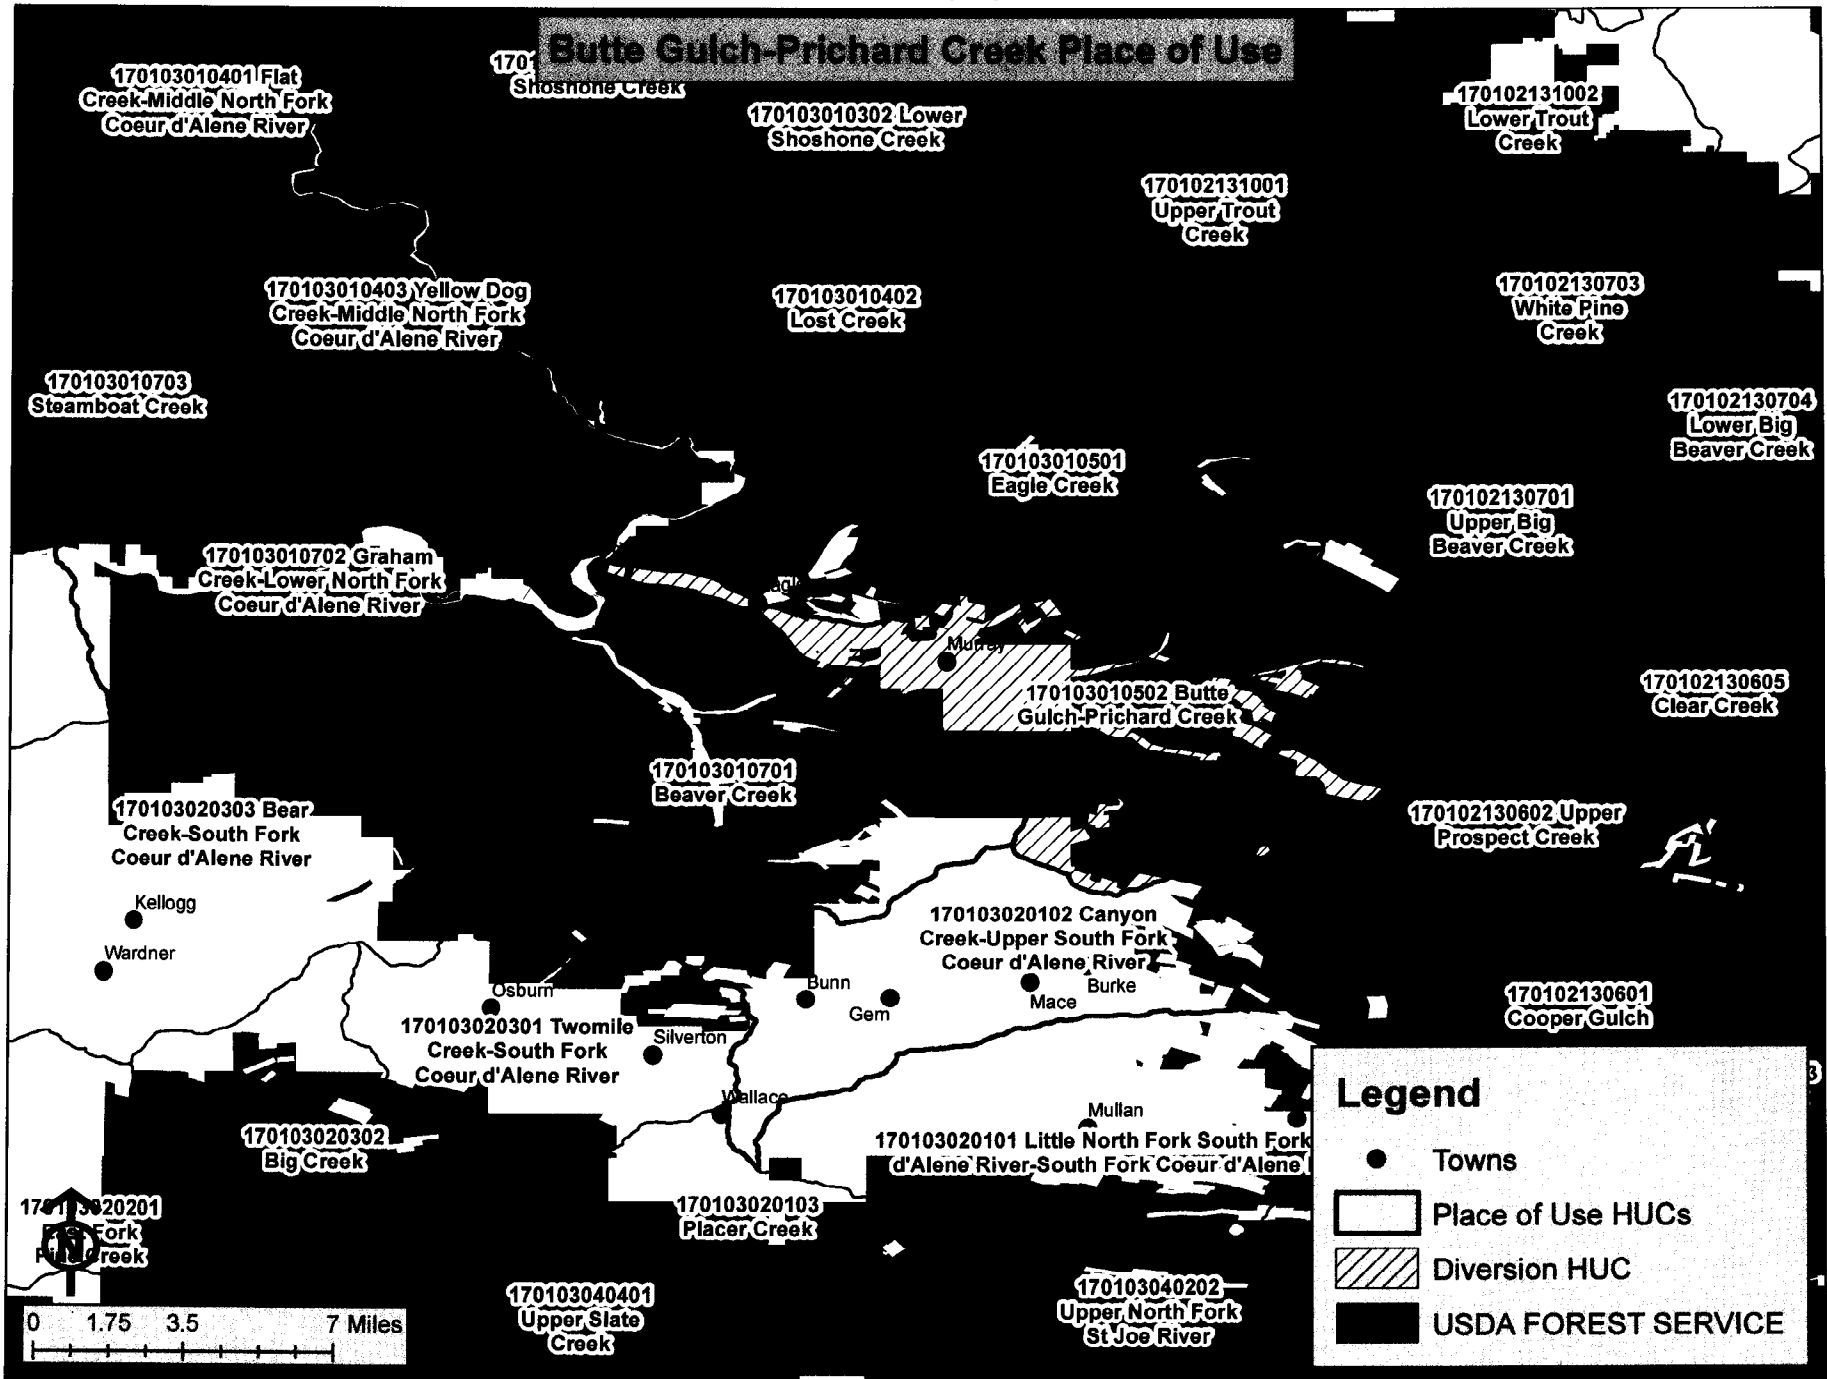 Butte Gulch-Prichard Creek Place of Use
170103010401 Flat
Creek-Middle North Fork
Coeur d'Alene River
Shoshone Creek
170103010302 Lower
Shoshone Creek
170102131002
Lower Trout
Creek
170102131001
Upper Trout
Creek
170103010403 Yellow Dog
Creek-Middle North Fork
Coeur d'Alene River
170103010402
Lost Creek
170102130703
White Pine
Creek
170103010703
Steamboat Creek
170102130704
Lower Big
Beaver Creek
170103010501
Eagle Creek
170102130701
Upper Big
Beaver Creek
170103010702 Graham
Creek-Lower North Fork
Coeur d'Alene River
Murray
170103010502 Butte
Gulch-Prichard Creek
170102130605
Clear Creek
170103010701
Beaver Creek
170103020303 Bear
Creek-South Fork
Coeur d'Alene River
170102130602 Upper
Prospect Creek
Kellogg
Wardner
170103020102 Canyon
Creek-Upper South Fork
Coeur d'Alene River
Osburn
Bunn
Gem
Mace
Burke
170102130601
Cooper Gulch
170103020301 Twomile
Creek-South Fork
Coeur d'Alene River
Silverton
Wallace
Mullan
170103020101 Little North Fork South Fork
d'Alene River-South Fork Coeur d'Alene
170103020302
Big Creek
170103020103
Placer Creek
Fork
Creek
N
170103040401
Upper Slate
Creek
170103040202
Upper North Fork
St Joe River
0 1.75 3.5 7 Miles
Legend
Towns
Place of Use HUCs
Diversion HUC
USDA FOREST SERVICE